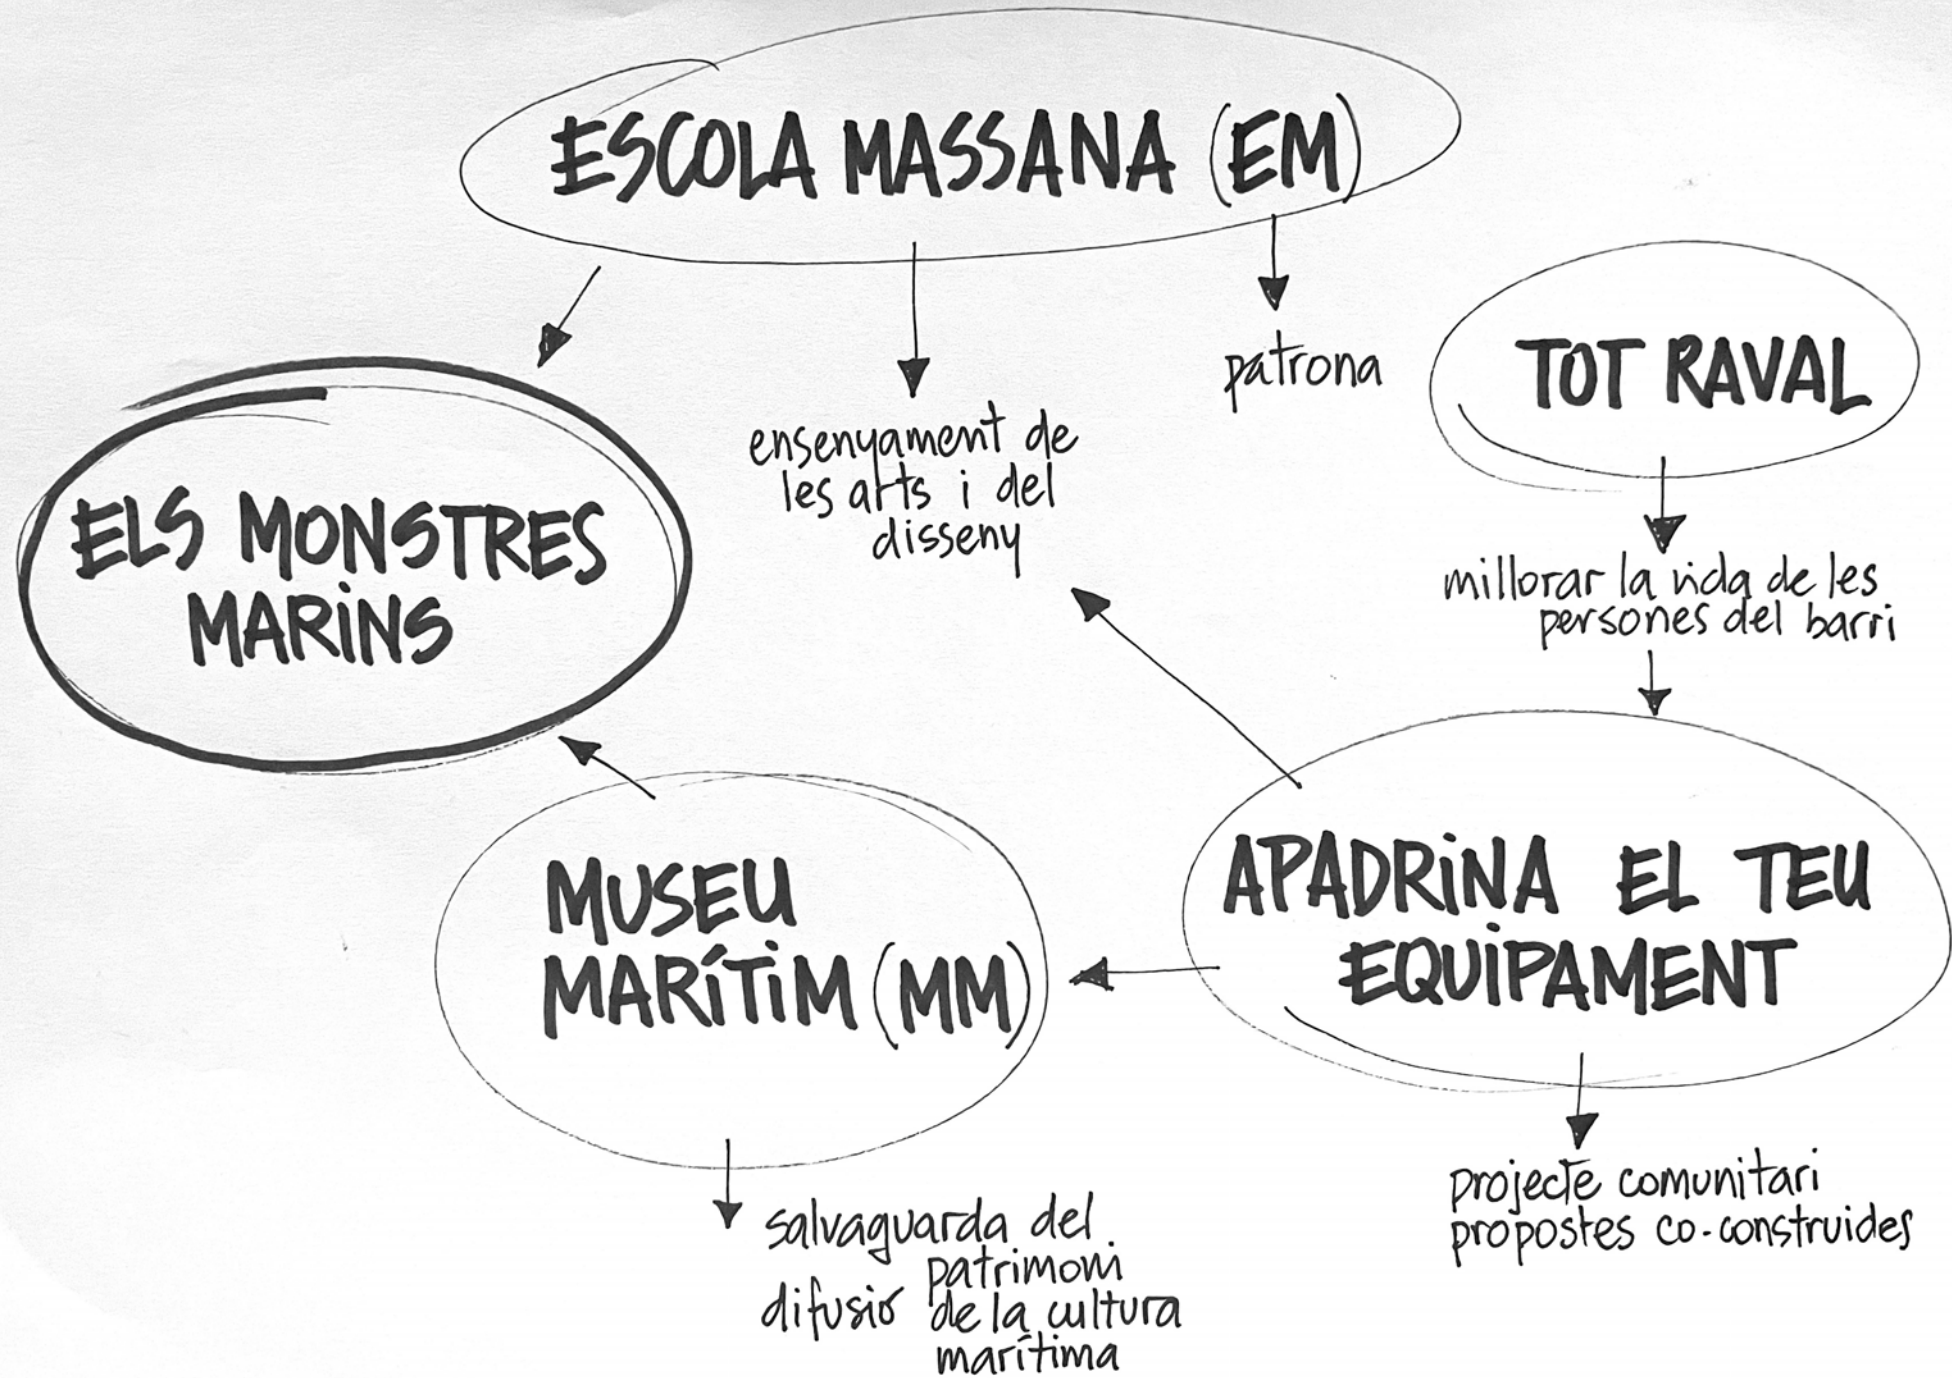 ESCOLA MASSANA (EM)
patrona
TOT RAVAL
ensenyament de
les arts i del
disseny
ELS MONSTRES
MARINS
millorar la vida de les
persones del barri
MUSEU
MARÍTIM (MM)
APADRINA EL TEU
EQUIPAMENT
projecte comunitari
propostes co-construides
salvaguarda del
patrimoni
difusió de la cultura
marítima